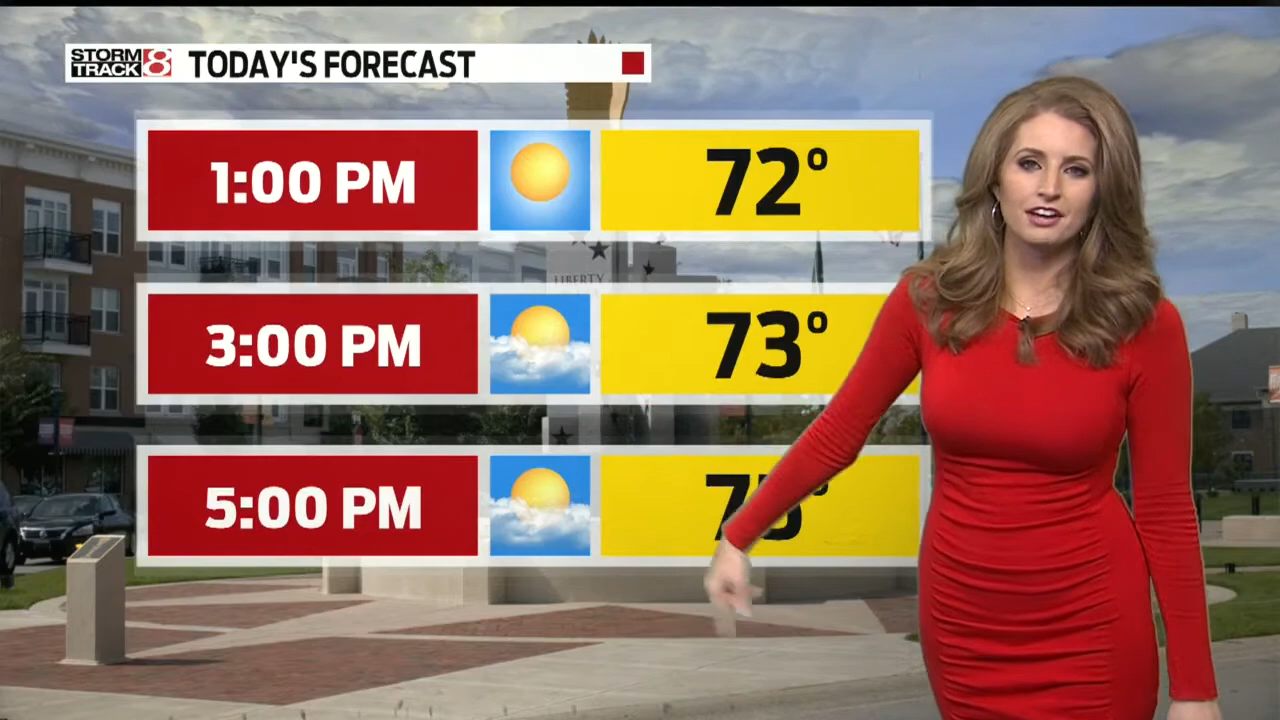 STORM
TRACK 8
TODAY'S FORECAST
1:00 PM
72°
LIBERTY
3:00 PM
73°
5:00 PM